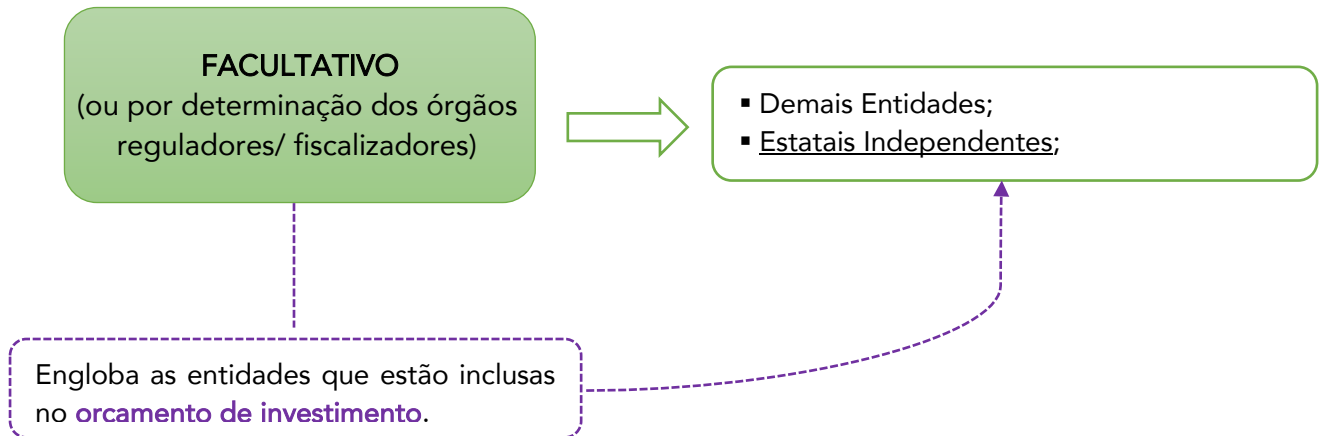 FACULTATIVO
(ou por determinação dos órgãos
reguladores/ fiscalizadores)
▪ Demais Entidades;
▪ Estatais Independentes;
Engloba as entidades que estão inclusas
no orcamento de investimento.